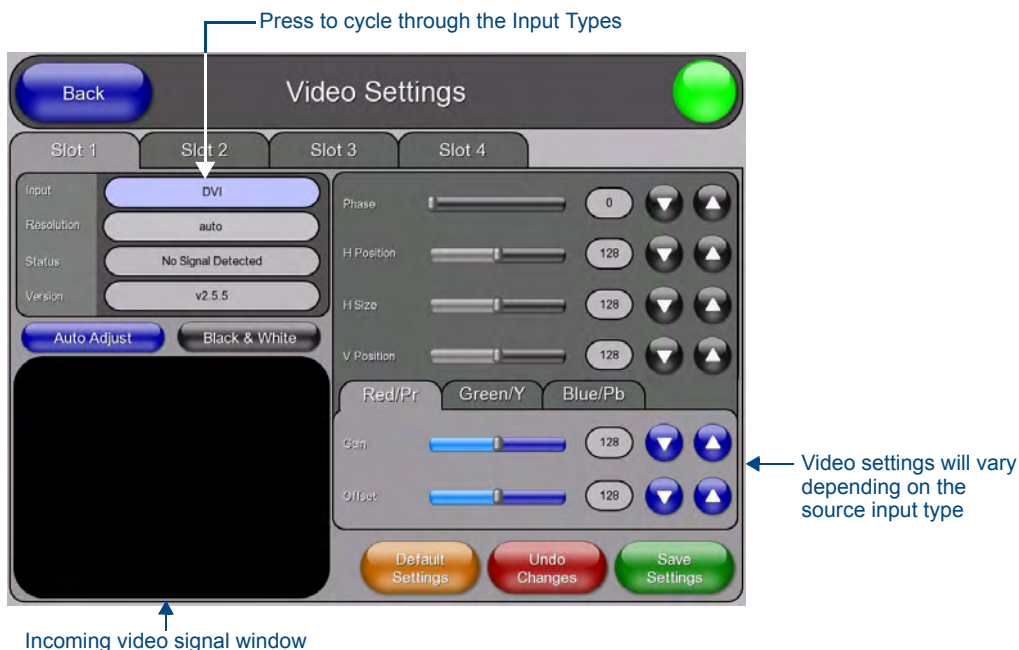 Press to cycle through the Input Types
Back
Video Settings
Slot 1
Slot 2
Slot 3
Slot 4
Input
DVI
Resolution
auto
Status
No Signal Detected
Version
v2.5.5
Auto Adjust
Black & White
Phase
0
H Position
128
H Size
128
V Position
128
Red/Pr
Green/Y
Blue/Pb
Gain
128
Offset
128
Video settings will vary
depending on the
source input type
Default
Settings
Undo
Changes
Save
Settings
Incoming video signal window